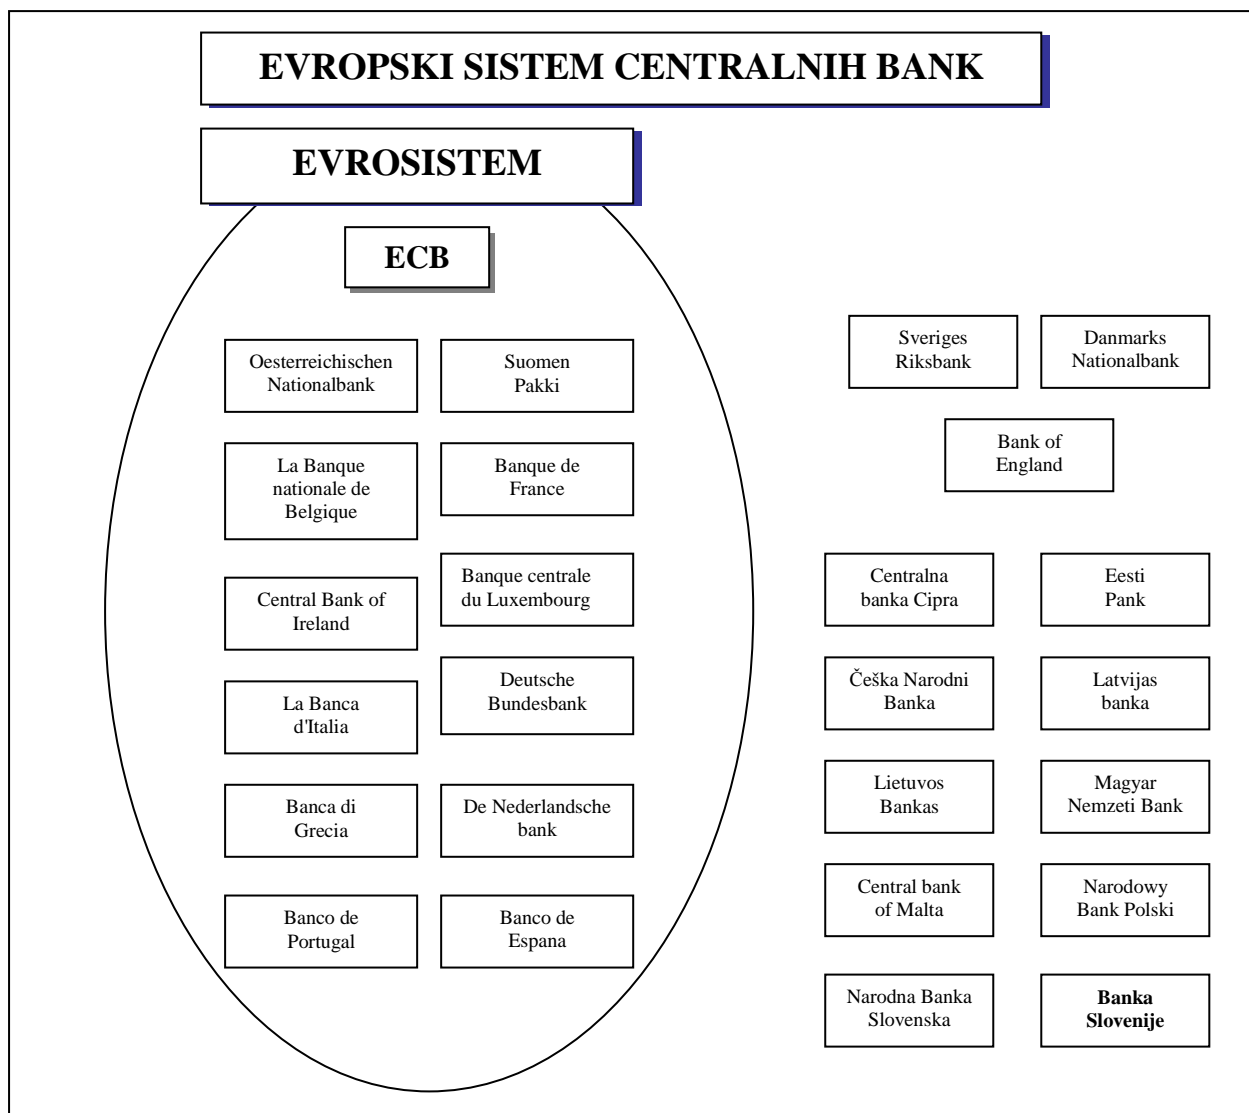 EVROPSKI SISTEM CENTRALNIH BANK
EVROSISTEM
ECB
Oesterreichischen
Nationalbank
Suomen
Pakki
La Banque
nationale de
Belgique
Banque de
France
Central Bank of
Ireland
Banque centrale
du Luxembourg
La Banca
d'Italia
Deutsche
Bundesbank
Banca di
Grecia
De Nederlandsche
bank
Banco de
Portugal
Banco de
Espana
Sveriges
Riksbank
Danmarks
Nationalbank
Bank of
England
Centralna
banka Cipra
Eesti
Pank
Češka Narodni
Banka
Latvijas
banka
Lietuvos
Bankas
Magyar
Nemzeti Bank
Central bank
of Malta
Narodowy
Bank Polski
Narodna Banka
Slovenska
Banka
Slovenije